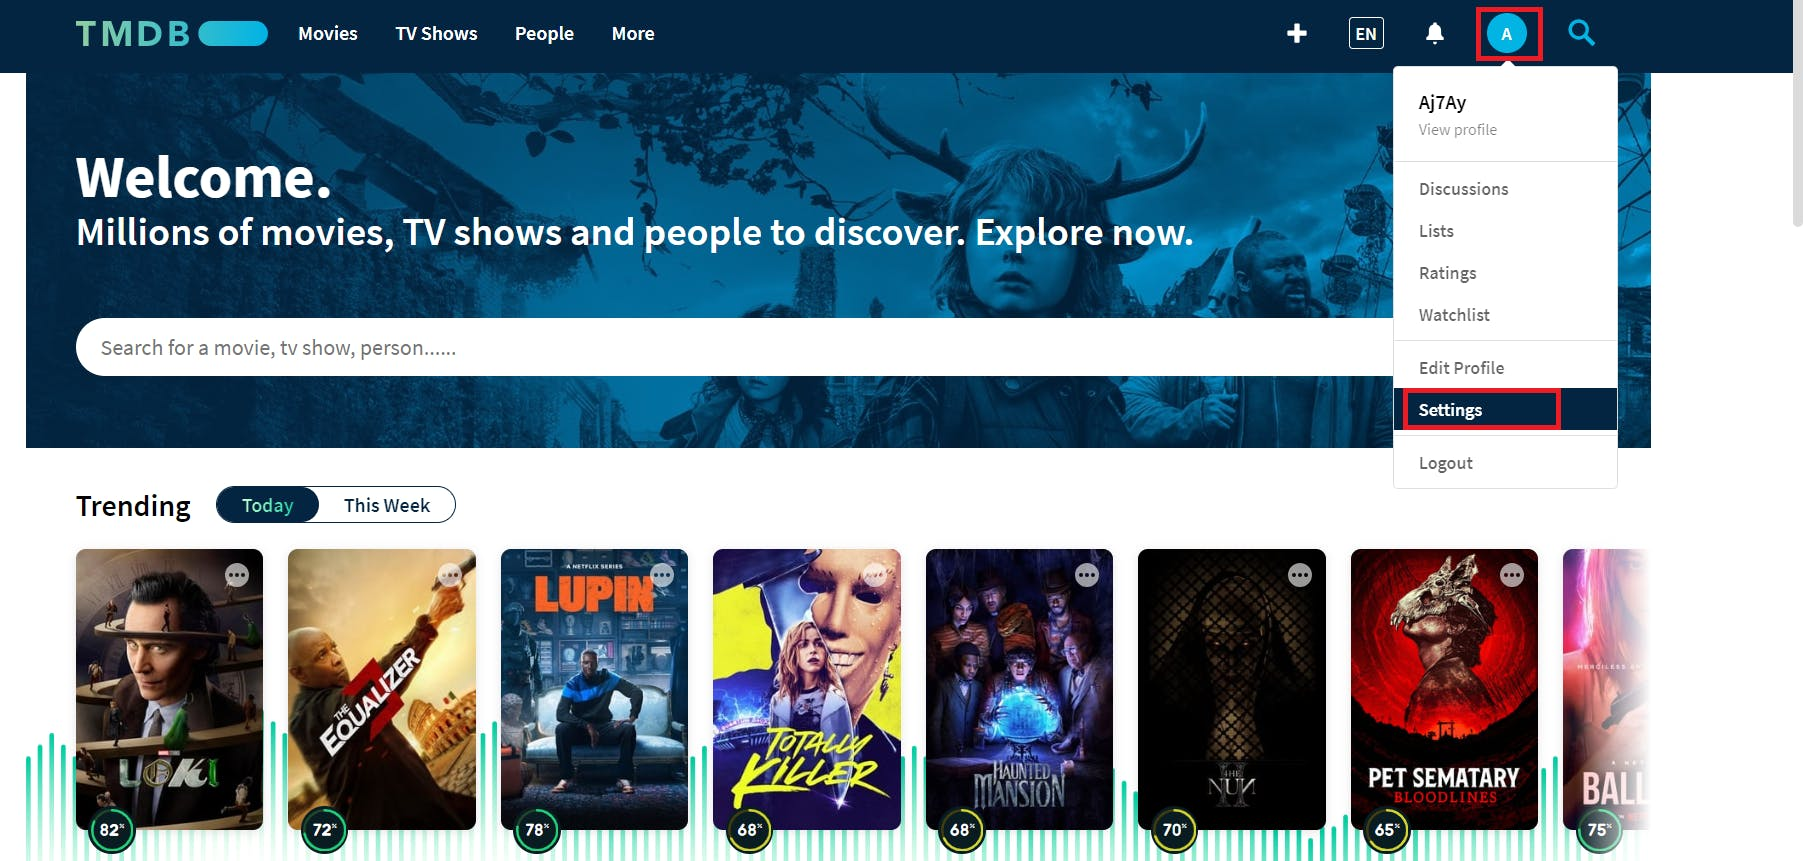 TMDB Movies TV Shows People More EN A
Aj7Ay
View profile
Welcome.
Discussions
Millions of movies, TV shows and people to discover. Explore now.
Lists
Ratings
Watchlist
Search for a movie, tv show, person......
Edit Profile
Settings
Logout
Trending Today This Week
LOKI
82%
THE
EQUALIZER
72%
A NETFLIX SERIES
LUPIN
78%
TOTALLY
KILLER
68%
HAUNTED
MANSION
68%
THE
NUN
70%
PET SEMATARY
BLOODLINES
65%
BALL
75%